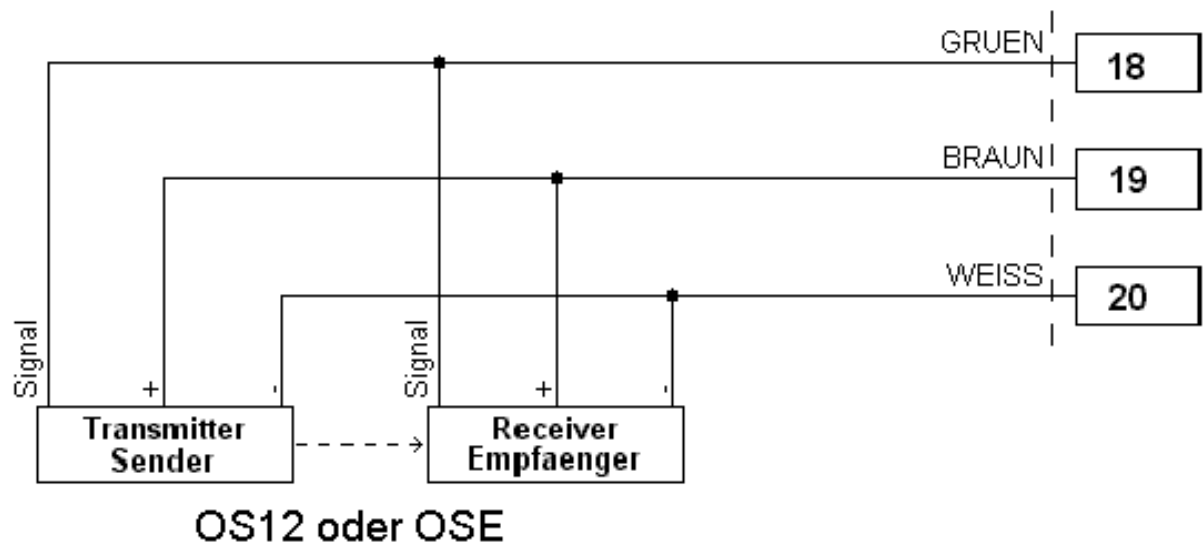 GRUEN
18
BRAUN
19
WEISS
20
Signal
+
-
Signal
+
-
Transmitter
Sender
Receiver
Empfaenger
OS12 oder OSE